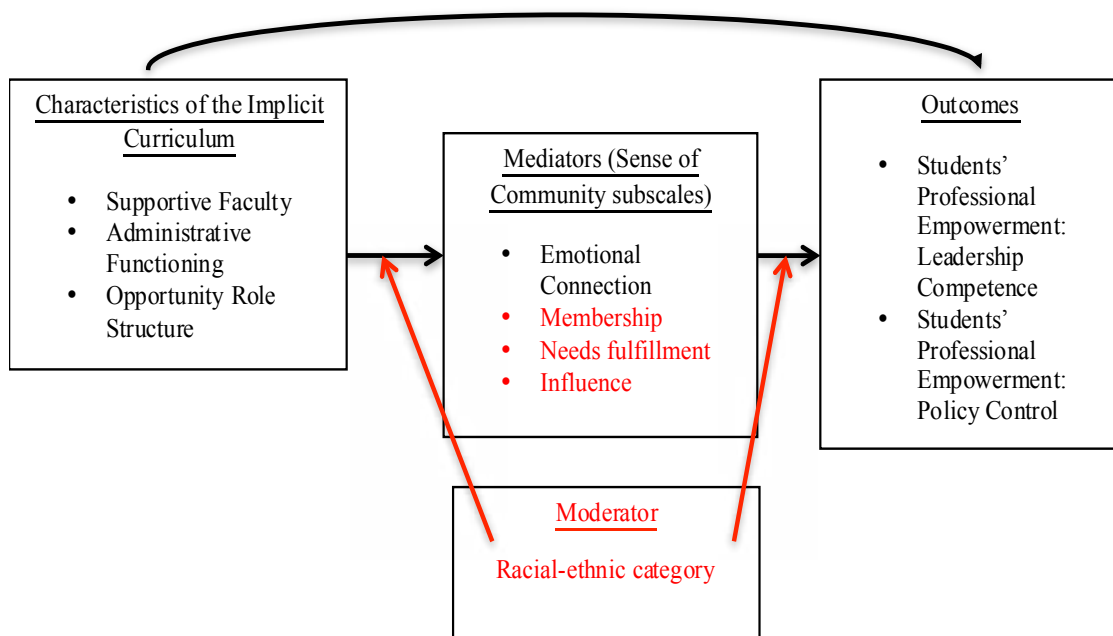 Characteristics of the Implicit
Curriculum
• Supportive Faculty
• Administrative
Functioning
• Opportunity Role
Structure
Mediators (Sense of
Community subscales)
• Emotional
Connection
• Membership
• Needs fulfillment
• Influence
Outcomes
• Students’
Professional
Empowerment:
Leadership
Competence
• Students’
Professional
Empowerment:
Policy Control
Moderator
Racial-ethnic category